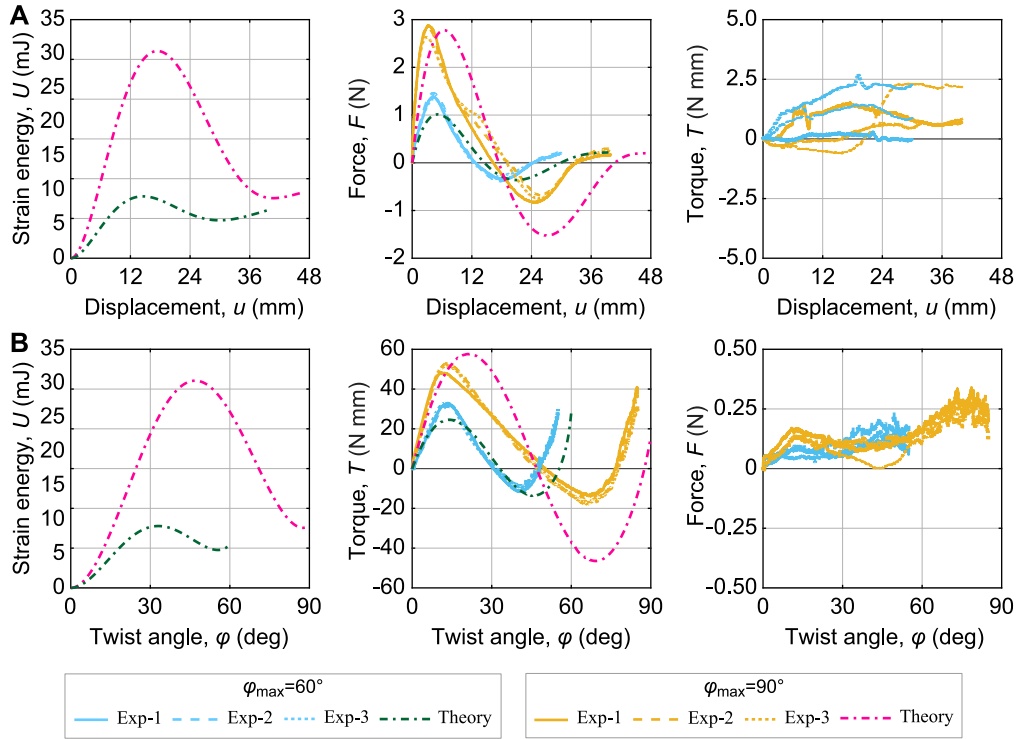 A
35
30
25
20
15
10
5
0
Strain energy, U (mJ)
0 12 24 36 48
Displacement, u (mm)
3
2
1
0
-1
-2
Force, F (N)
0 12 24 36 48
Displacement, u (mm)
5.0
2.5
0
-2.5
-5.0
Torque, T (N mm)
0 12 24 36 48
Displacement, u (mm)
B
35
30
25
20
15
10
5
0
Strain energy, U (mJ)
0 30 60 90
Twist angle, φ (deg)
60
40
20
0
-20
-40
-60
Torque, T (N mm)
0 30 60 90
Twist angle, φ (deg)
0.50
0.25
0
-0.25
-0.50
Force, F (N)
0 30 60 90
Twist angle, φ (deg)
φmax=60°
Exp-1 Exp-2 Exp-3 Theory
φmax=90°
Exp-1 Exp-2 Exp-3 Theory